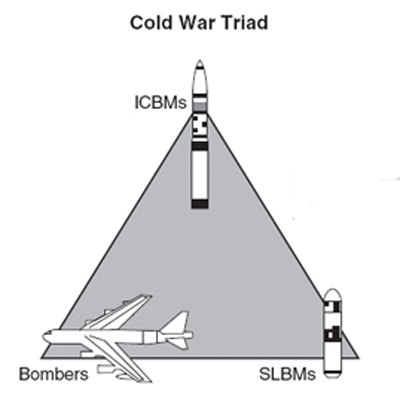 Cold War Triad
ICBMs
Bombers
SLBMs